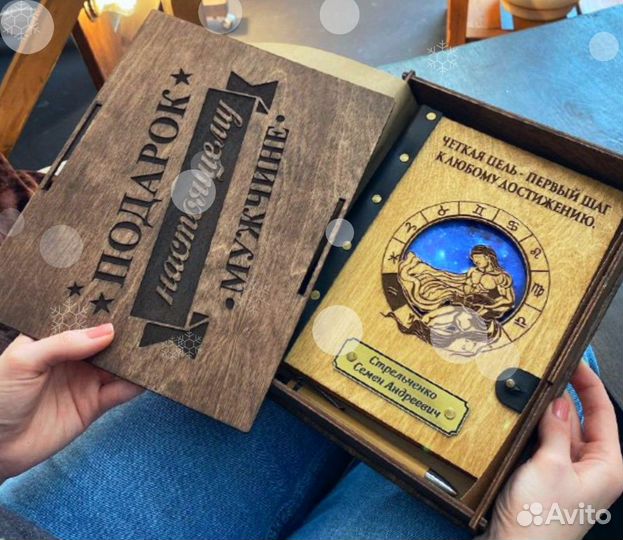 ПОДАРОК
настоящему
МУЖЧИНЕ
ЧЕТКАЯ ЦЕЛЬ - ПЕРВЫЙ ШАГ
К ЛЮБОМУ ДОСТИЖЕНИЮ.
Стрельченко
Семен Андреевич
Avito